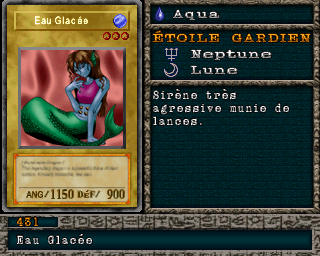 Eau Glacée
ANG/1150 DéF/ 900
Aqua
ÉTOILE GARDIEN
Neptune
Lune
Sirène très
agressive munie de
lances.
431
Eau Glacée